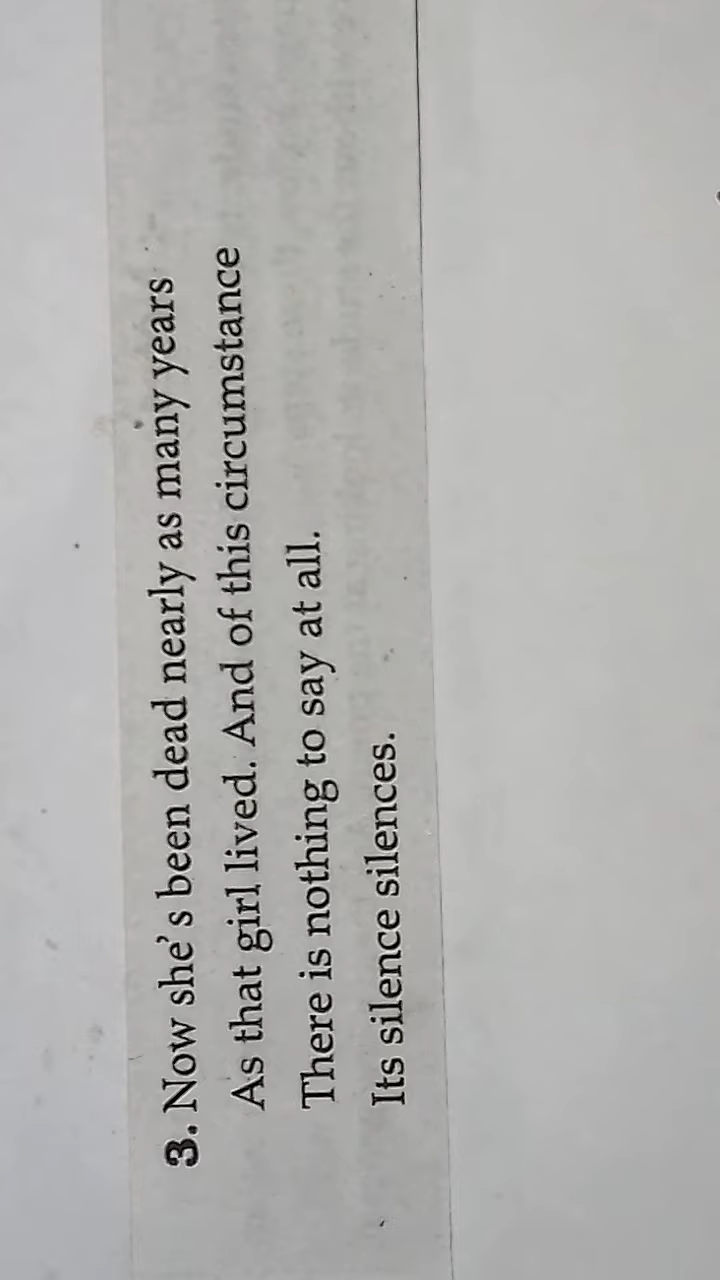 3. Now she's been dead nearly as many years
As that girl lived. And of this circumstance
There is nothing to say at all.
Its silence silences.